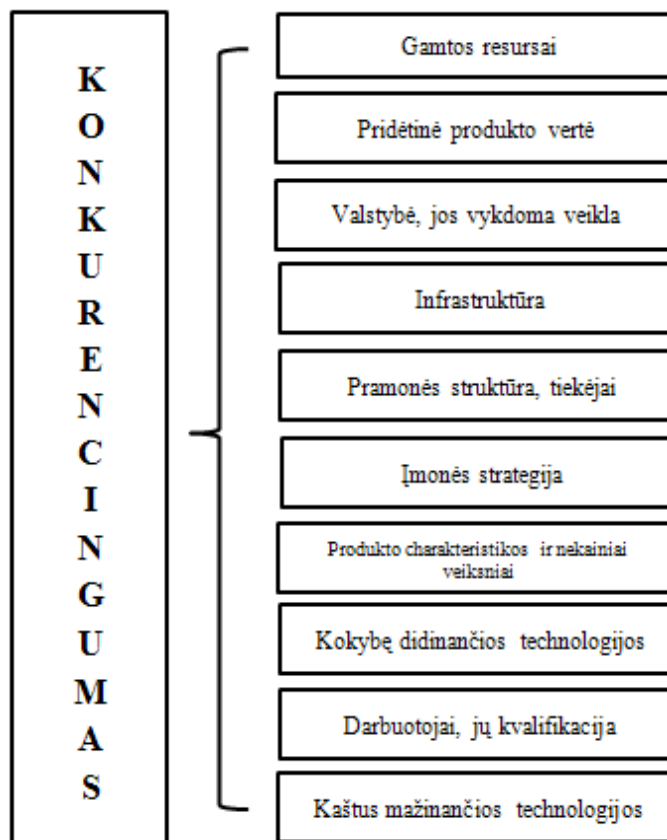 KONKURENCINGUMAS
Gamtos resursai
Pridėtinė produkto vertė
Valstybė, jos vykdoma veikla
Infrastruktūra
Pramonės struktūra, tiekėjai
Įmonės strategija
Produkto charakteristikos ir nekainiai
veiksniai
Kokybę didinančios technologijos
Darbuotojai, jų kvalifikacija
Kaštus mažinančios technologijos